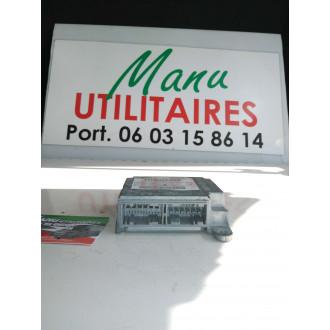 Manu
UTILITAIRES
Port. 06 03 15 86 14